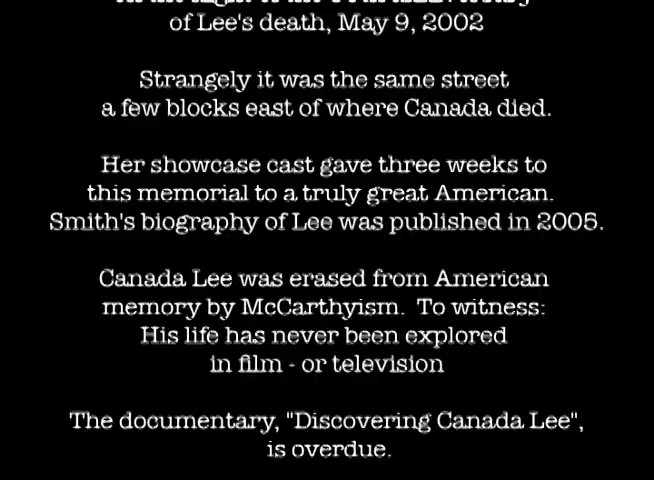 of Lee's death, May 9, 2002
Strangely it was the same street
a few blocks east of where Canada died.
Her showcase cast gave three weeks to
this memorial to a truly great American.
Smith's biography of Lee was published in 2005.
Canada Lee was erased from American
memory by McCarthyism. To witness:
His life has never been explored
in film - or television
The documentary, "Discovering Canada Lee",
is overdue.